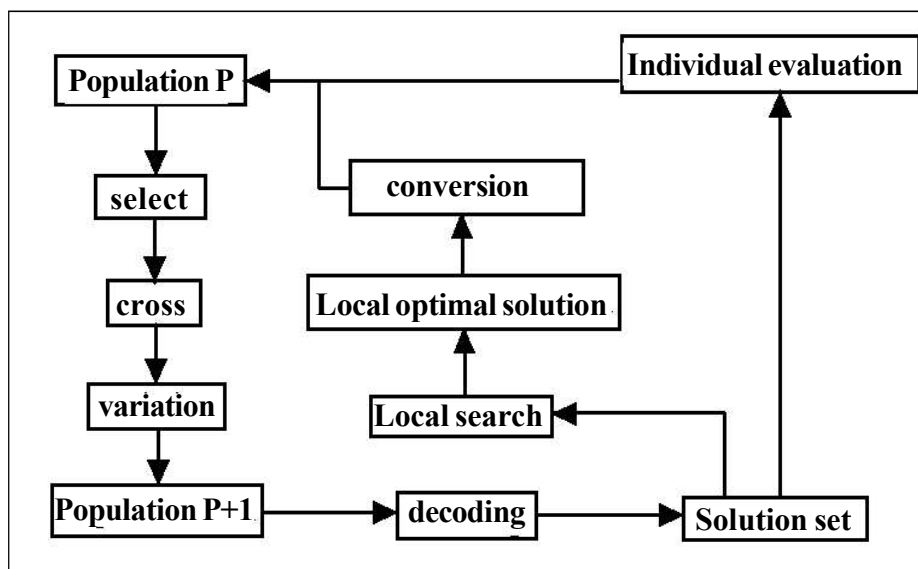 Population P
Individual evaluation
select
conversion
cross
Local optimal solution
variation
Local search
Population P+1
decoding
Solution set